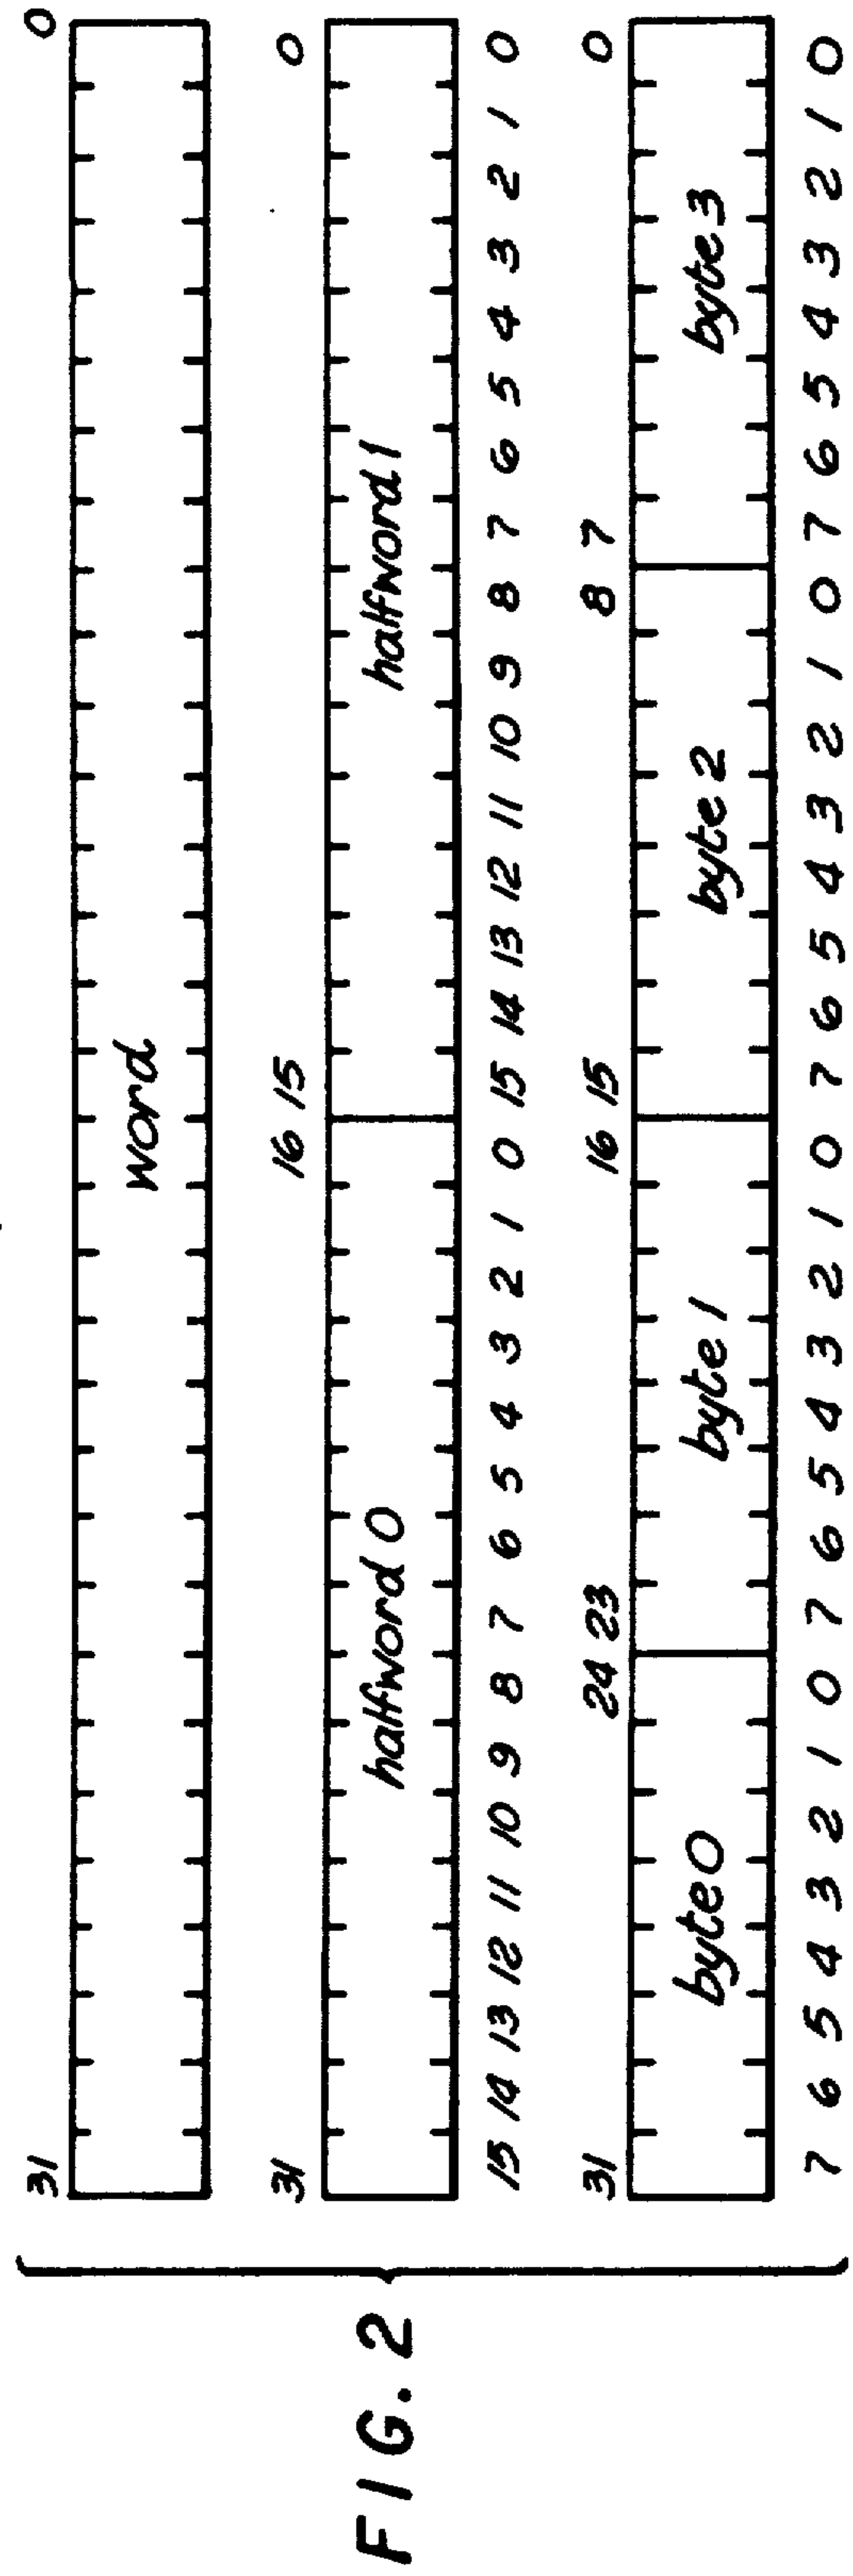 31 0
word
31 16 15 0
halfword 0 halfword 1
15 14 13 12 11 10 9 8 7 6 5 4 3 2 1 0 15 14 13 12 11 10 9 8 7 6 5 4 3 2 1 0
31 24 23 16 15 8 7 0
byte 0 byte 1 byte 2 byte 3
7 6 5 4 3 2 1 0 7 6 5 4 3 2 1 0 7 6 5 4 3 2 1 0 7 6 5 4 3 2 1 0
FIG. 2